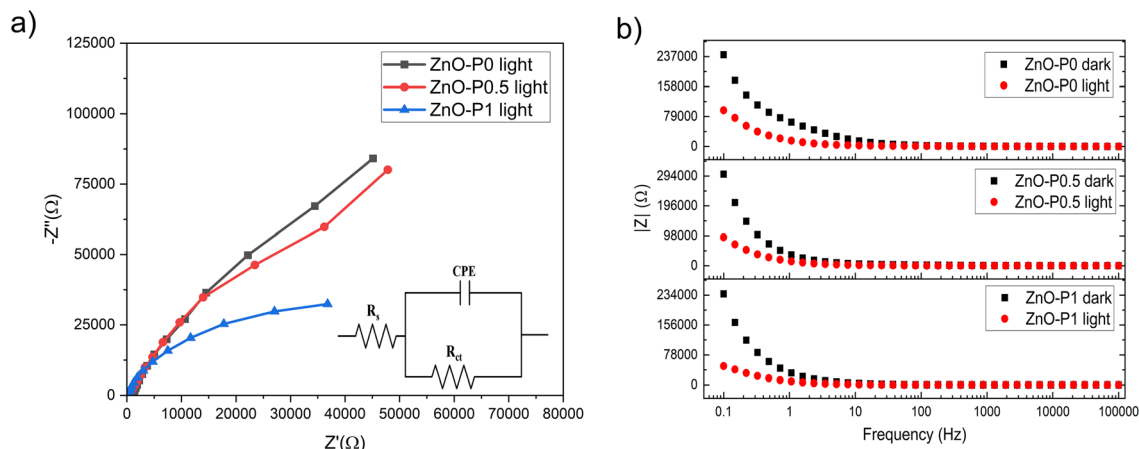 a)
125000
100000
75000
50000
25000
0
-Z''(Ω)
ZnO-P0 light
ZnO-P0.5 light
ZnO-P1 light
CPE
Rs
Rct
0 10000 20000 30000 40000 50000 60000 70000 80000
Z'(Ω)
b)
237000
158000
79000
0
ZnO-P0 dark
ZnO-P0 light
294000
196000
98000
0
ZnO-P0.5 dark
ZnO-P0.5 light
234000
156000
78000
0
ZnO-P1 dark
ZnO-P1 light
|Z| (Ω)
0.1 1 10 100 1000 10000 100000
Frequency (Hz)